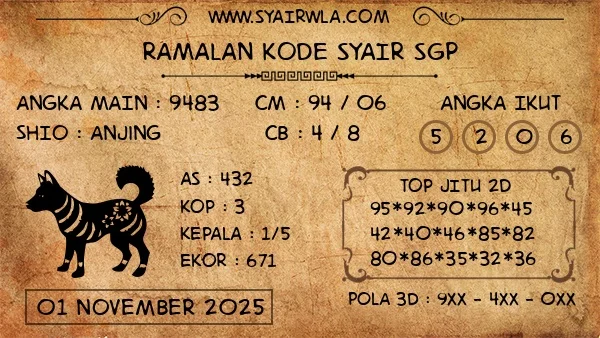 WWW.SYAIRWLA.COM
RAMALAN KODE SYAIR SGP
ANGKA MAIN : 9483
CM : 94 / 06
ANGKA IKUT
SHIO : ANJING
CB : 4 / 8
5 2 0 6
AS : 432
KOP : 3
KEPALA : 1/5
EKOR : 671
TOP JITU 2D
95*92*90*96*45
42*40*46*85*82
80*86*35*32*36
01 NOVEMBER 2025
POLA 3D : 9XX - 4XX - 0XX